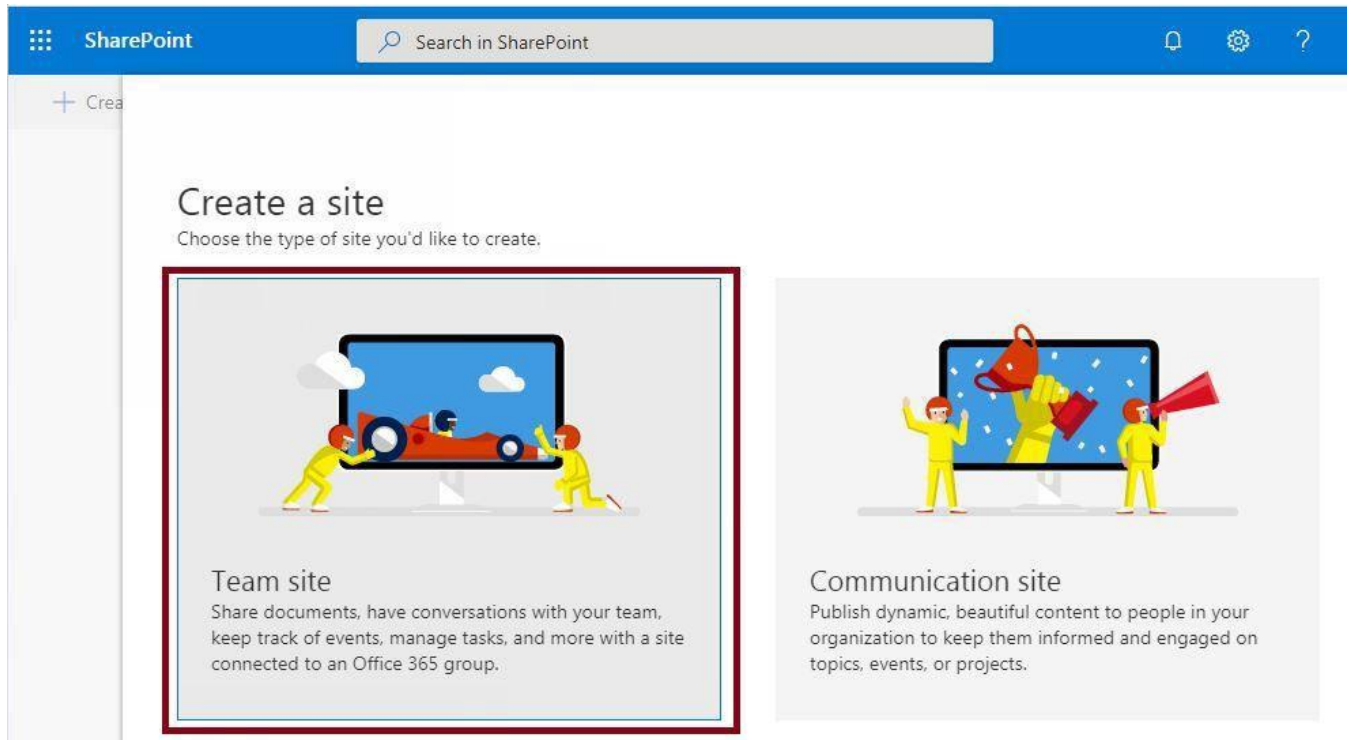 SharePoint
Search in SharePoint
?
+ Crea
Create a site
Choose the type of site you'd like to create.
Team site
Share documents, have conversations with your team,
keep track of events, manage tasks, and more with a site
connected to an Office 365 group.
Communication site
Publish dynamic, beautiful content to people in your
organization to keep them informed and engaged on
topics, events, or projects.